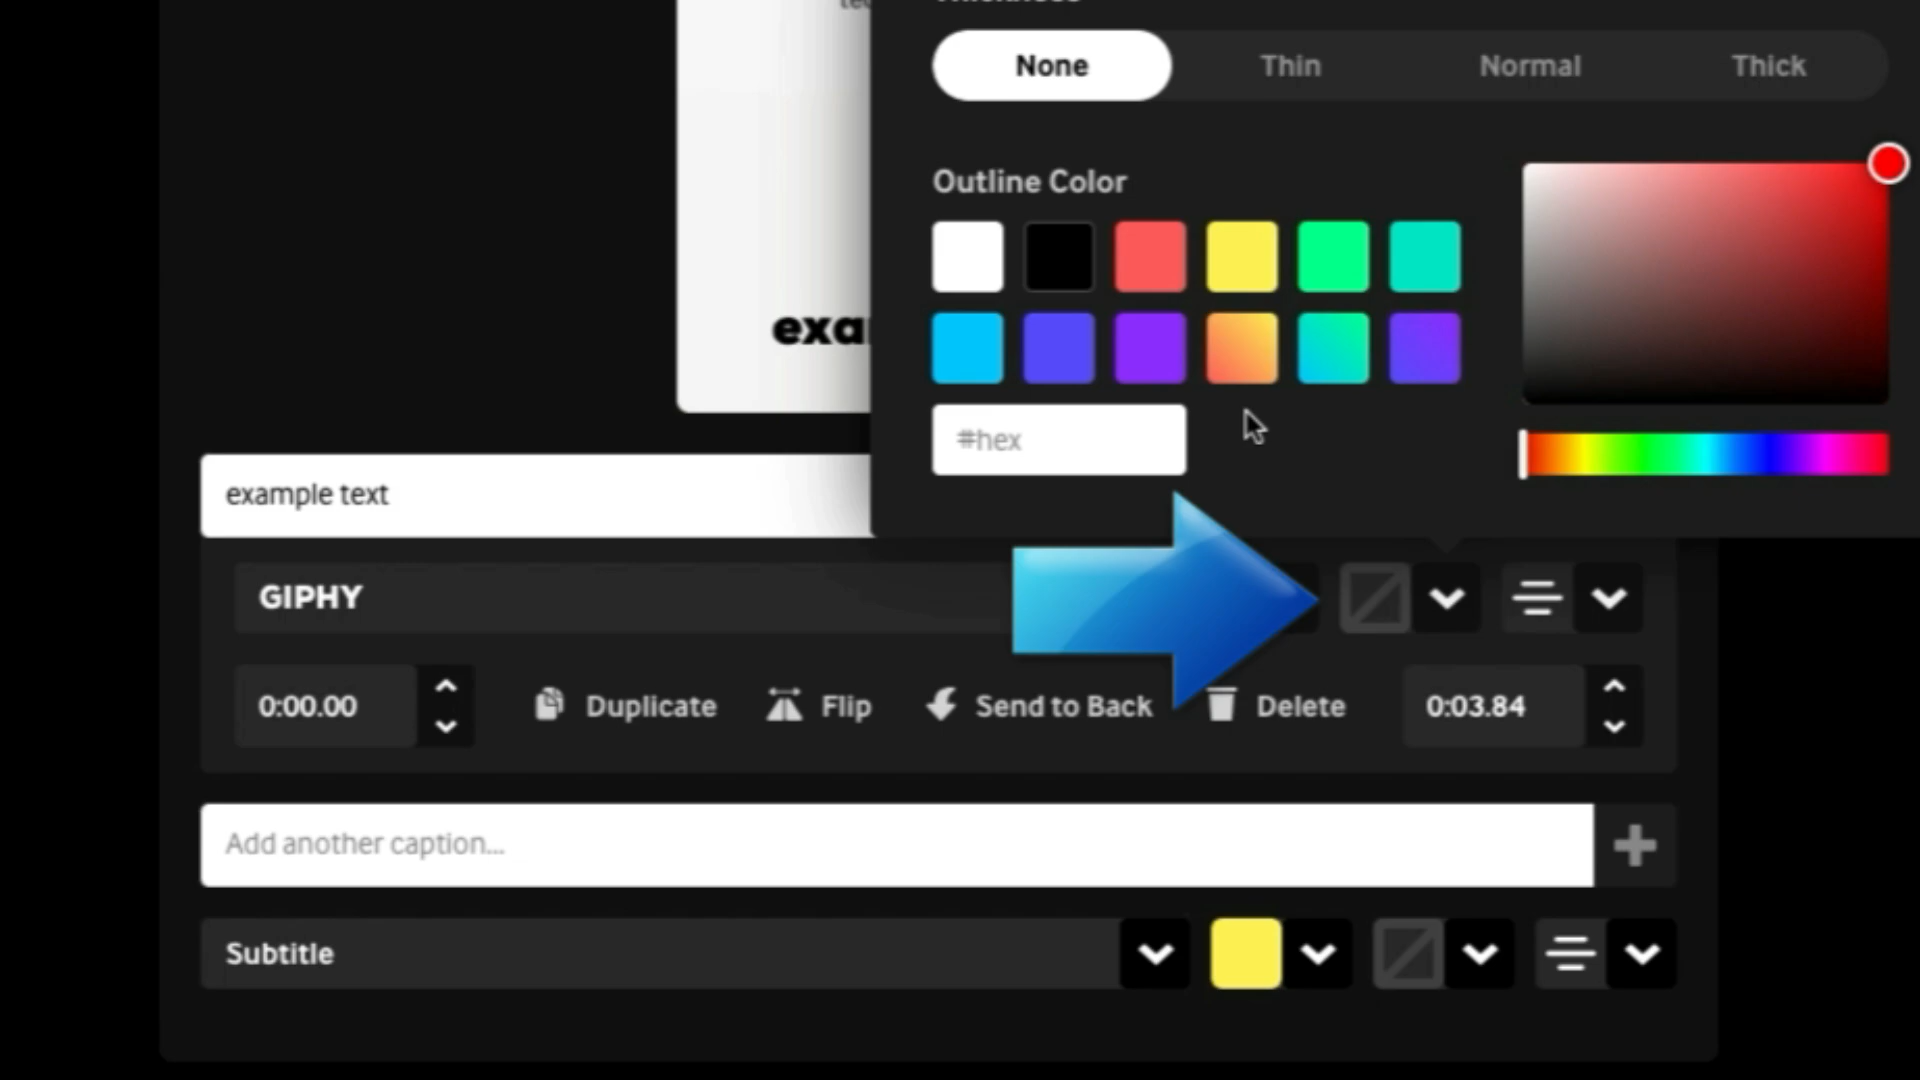 None Thin Normal Thick
Outline Color
#hex
example text
GIPHY
0:00.00 Duplicate Flip Send to Back Delete 0:03.84
Add another caption...
Subtitle